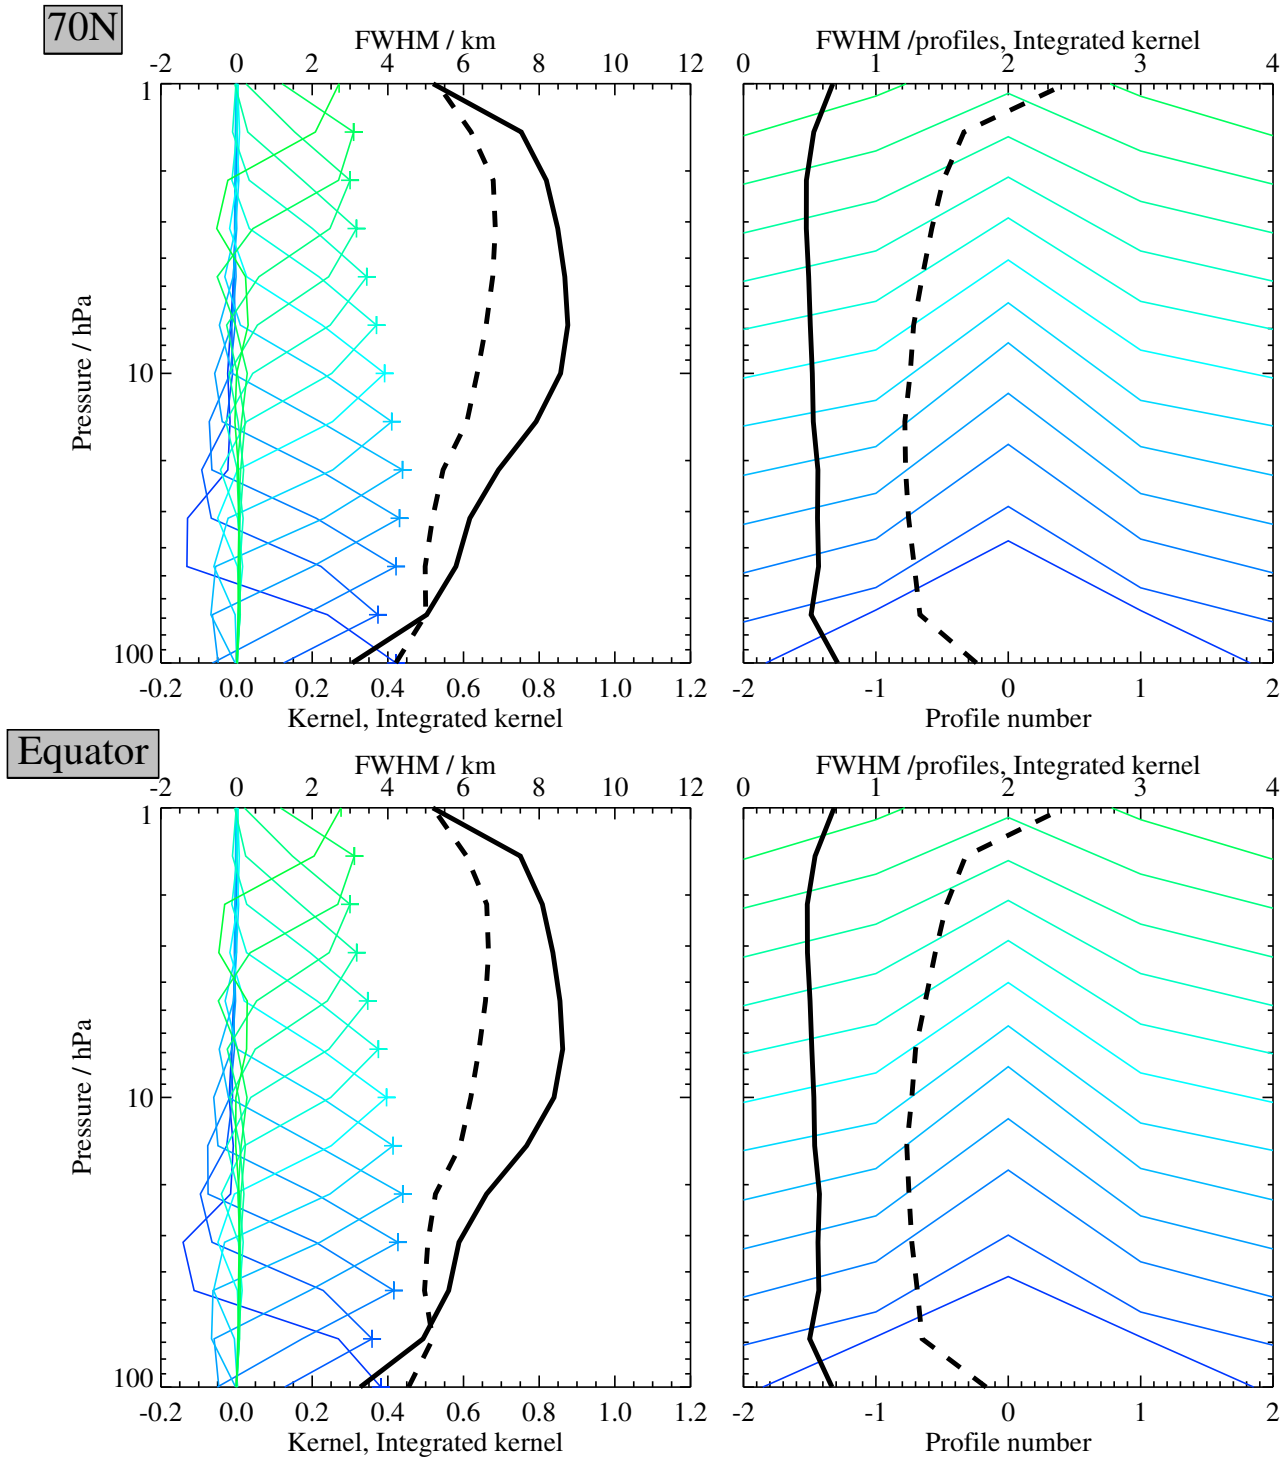 70N
FWHM / km
FWHM /profiles, Integrated kernel
-2 0 2 4 6 8 10 12
0 1 2 3 4
1
10
100
Pressure / hPa
-0.2 0.0 0.2 0.4 0.6 0.8 1.0 1.2
-2 -1 0 1 2
Kernel, Integrated kernel
Profile number
Equator
FWHM / km
FWHM /profiles, Integrated kernel
-2 0 2 4 6 8 10 12
0 1 2 3 4
1
10
100
Pressure / hPa
-0.2 0.0 0.2 0.4 0.6 0.8 1.0 1.2
-2 -1 0 1 2
Kernel, Integrated kernel
Profile number